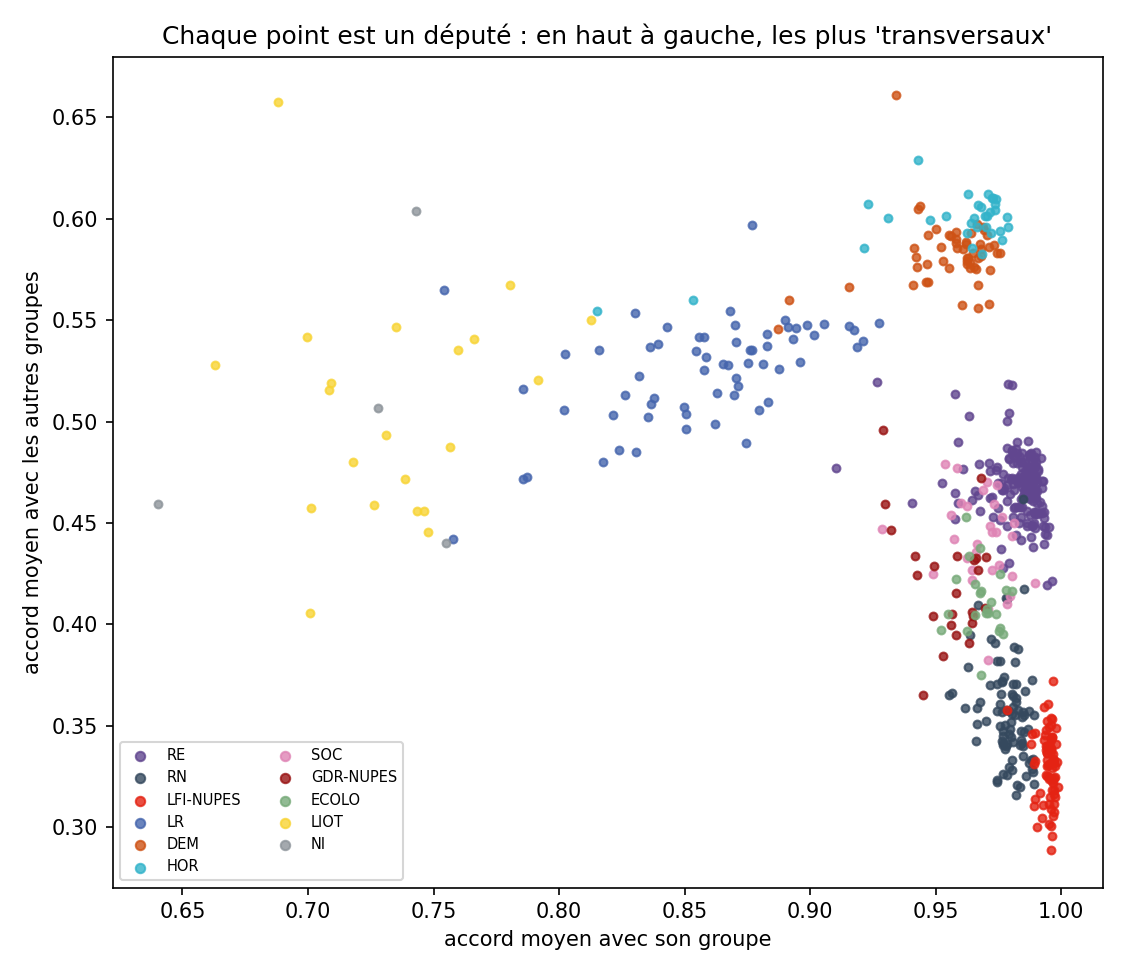 Chaque point est un député : en haut à gauche, les plus 'transversaux'
accord moyen avec les autres groupes
0.65
0.60
0.55
0.50
0.45
0.40
0.35
0.30
RE
RN
LFI-NUPES
LR
DEM
HOR
SOC
GDR-NUPES
ECOLO
LIOT
NI
0.65 0.70 0.75 0.80 0.85 0.90 0.95 1.00
accord moyen avec son groupe